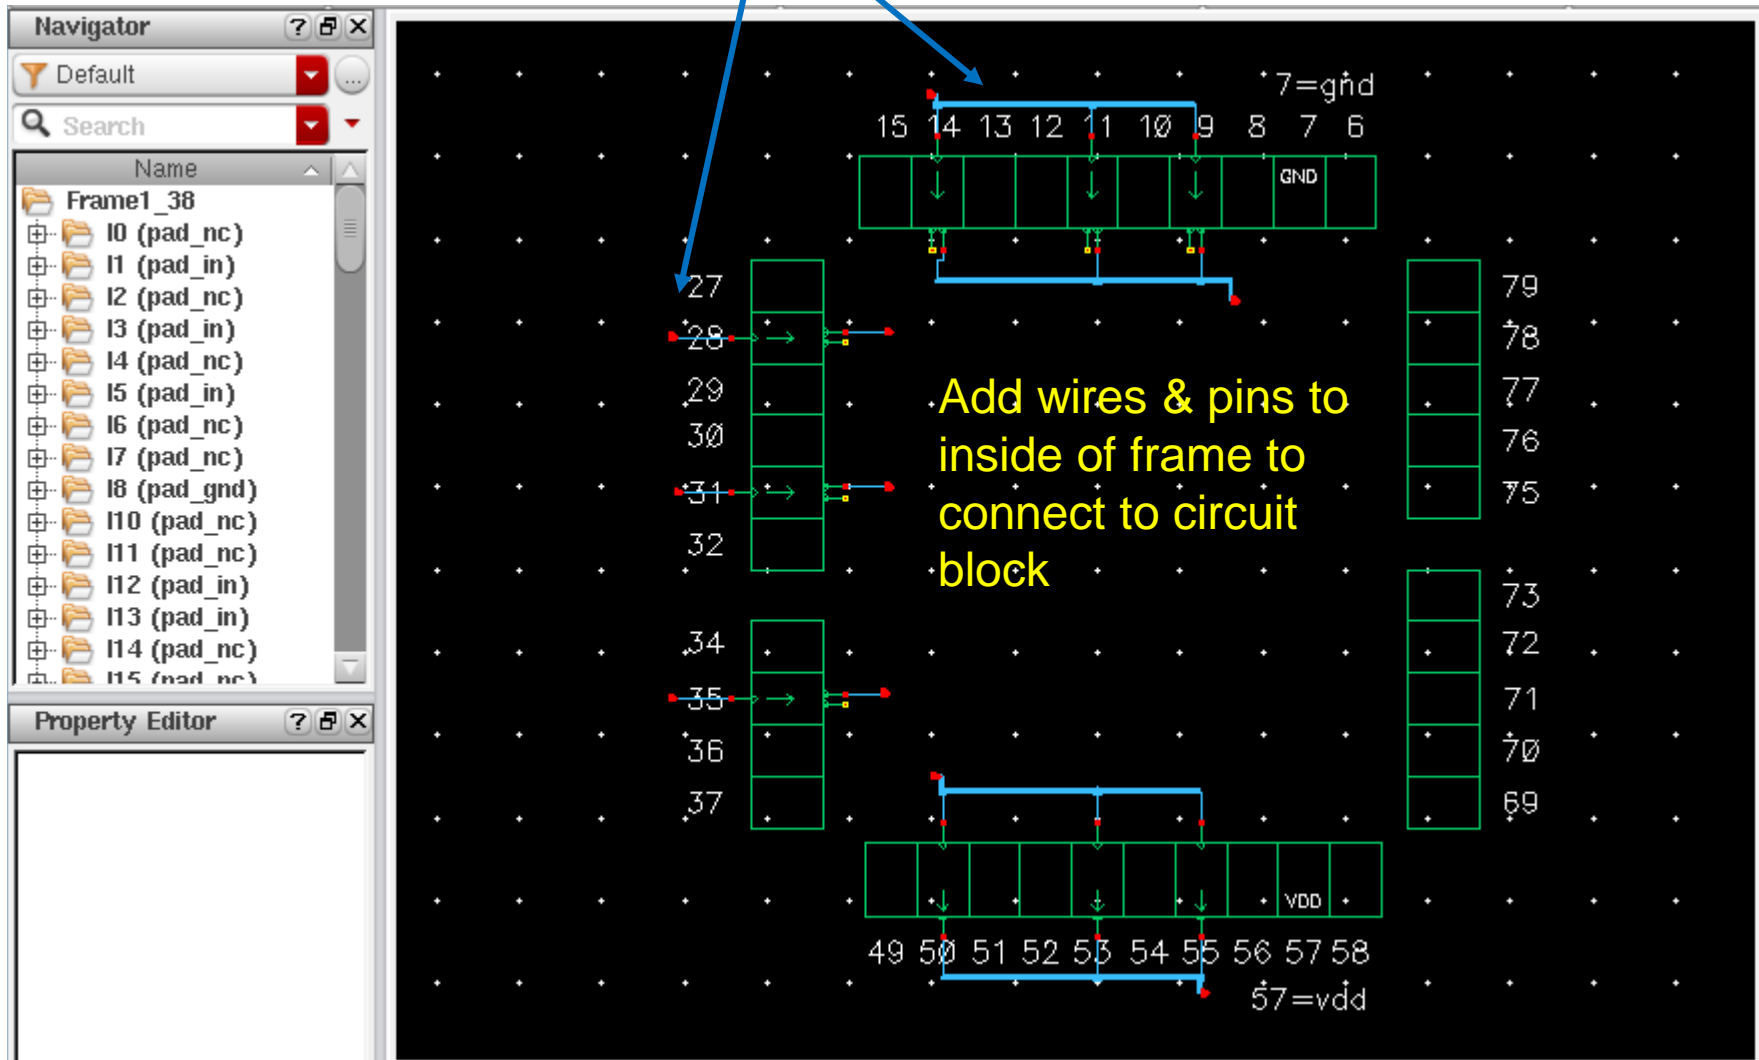 Navigator
Default
...
Search
Name
Frame1_38
I0 (pad_nc)
I1 (pad_in)
I2 (pad_nc)
I3 (pad_in)
I4 (pad_nc)
I5 (pad_in)
I6 (pad_nc)
I7 (pad_nc)
I8 (pad_gnd)
I10 (pad_nc)
I11 (pad_nc)
I12 (pad_in)
I13 (pad_in)
I14 (pad_nc)
I15 (pad_nc)
Property Editor
7=gnd
15 14 13 12 11 10 9 8 7 6
GND
27
28
29
30
31
32
34
35
36
37
Add wires & pins to
inside of frame to
connect to circuit
block
79
78
77
76
75
73
72
71
70
69
VDD
49 50 51 52 53 54 55 56 57 58
57=vdd